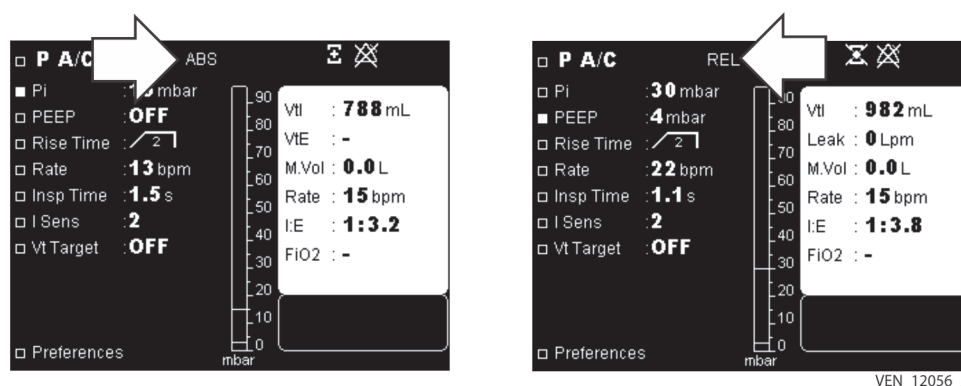 P A/C ABS
Pi : mbar
PEEP :OFF
Rise Time : 2
Rate :13 bpm
Insp Time :1.5 s
I Sens :2
Vt Target :OFF
Preferences
90
80
70
60
50
40
30
20
10
0
mbar
VtI : 788 mL
VtE : -
M.Vol : 0.0 L
Rate : 15 bpm
I:E : 1:3.2
FiO2 : -
P A/C REL
Pi :30 mbar
PEEP :4 mbar
Rise Time : 2
Rate :22 bpm
Insp Time :1.1 s
I Sens :2
Vt Target :OFF
Preferences
80
70
60
50
40
30
20
10
0
mbar
VtI : 982 mL
Leak : 0 Lpm
M.Vol : 0.0 L
Rate : 15 bpm
I:E : 1:3.8
FiO2 : -
VEN 12056